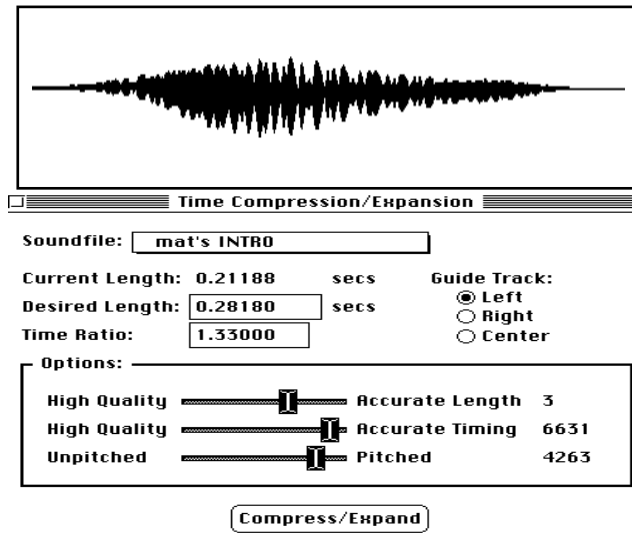 Time Compression/Expansion
Soundfile: mat's INTRO
Current Length: 0.21188 secs Guide Track:
Desired Length: 0.28180 secs Left
Right
Time Ratio: 1.33000 Center
Options:
High Quality Accurate Length 3
High Quality Accurate Timing 6631
Unpitched Pitched 4263
Compress/Expand